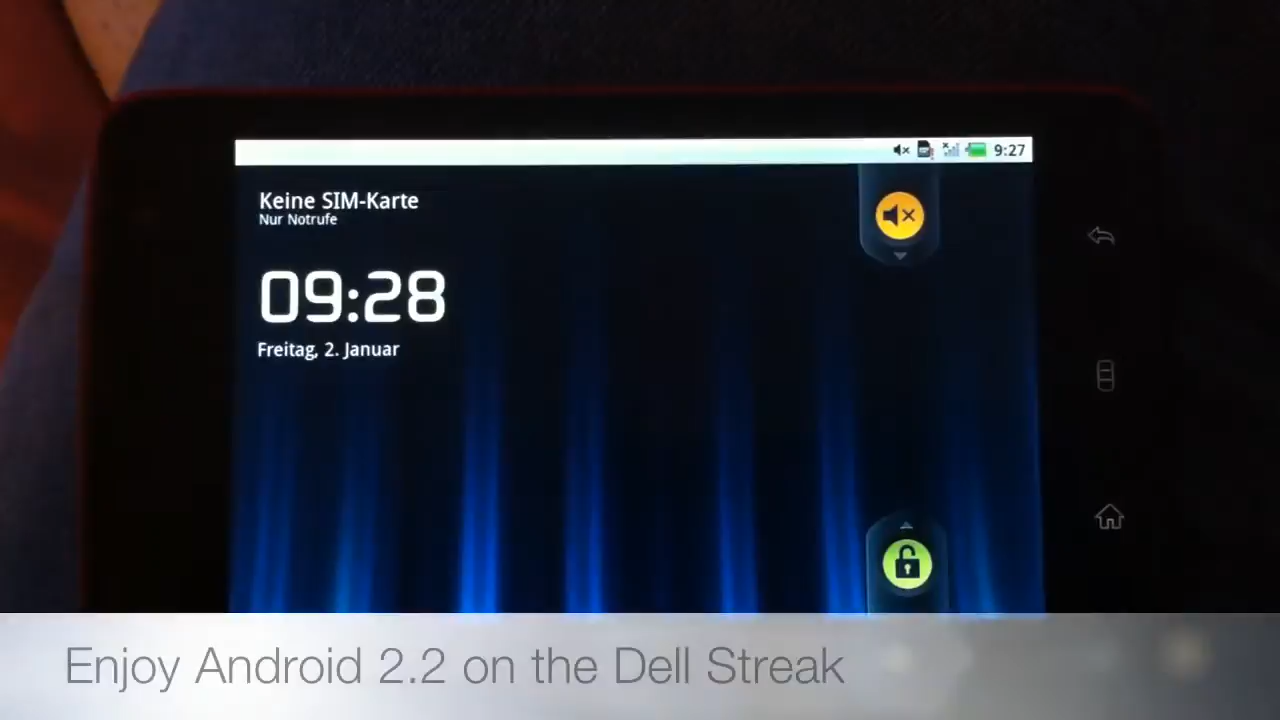 9:27
Keine SIM-Karte
Nur Notrufe
09:28
Freitag, 2. Januar
Enjoy Android 2.2 on the Dell Streak